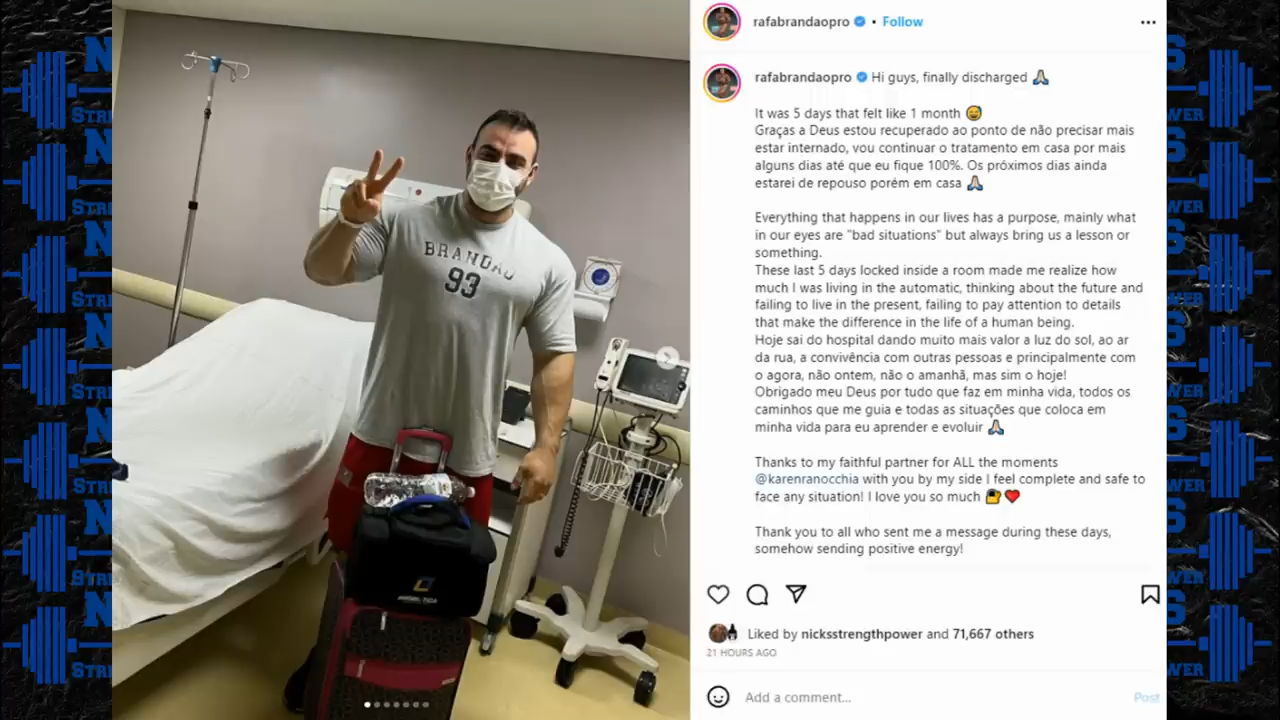 rafabrandaopro • Follow
rafabrandaopro Hi guys, finally discharged 🙏🏼
It was 5 days that felt like 1 month 😅
Graças a Deus estou recuperado ao ponto de não precisar mais
estar internado, vou continuar o tratamento em casa por mais
alguns dias até que eu fique 100%. Os próximos dias ainda
estarei de repouso porém em casa 🙏🏼
Everything that happens in our lives has a purpose, mainly what
in our eyes are "bad situations" but always bring us a lesson or
something.
These last 5 days locked inside a room made me realize how
much I was living in the automatic, thinking about the future and
failing to live in the present, failing to pay attention to details
that make the difference in the life of a human being.
Hoje sai do hospital dando muito mais valor a luz do sol, ao ar
da rua, a convivência com outras pessoas e principalmente com
o agora, não ontem, não o amanhã, mas sim o hoje!
Obrigado meu Deus por tudo que faz em minha vida, todos os
caminhos que me guia e todas as situações que coloca em
minha vida para eu aprender e evoluir 🙏🏼
Thanks to my faithful partner for ALL the moments
@karenranocchia with you by my side I feel complete and safe to
face any situation! I love you so much 🔐❤️
Thank you to all who sent me a message during these days,
somehow sending positive energy!
Liked by nicksstrengthpower and 71,667 others
21 HOURS AGO
Add a comment...
Post
BRANDAO
93